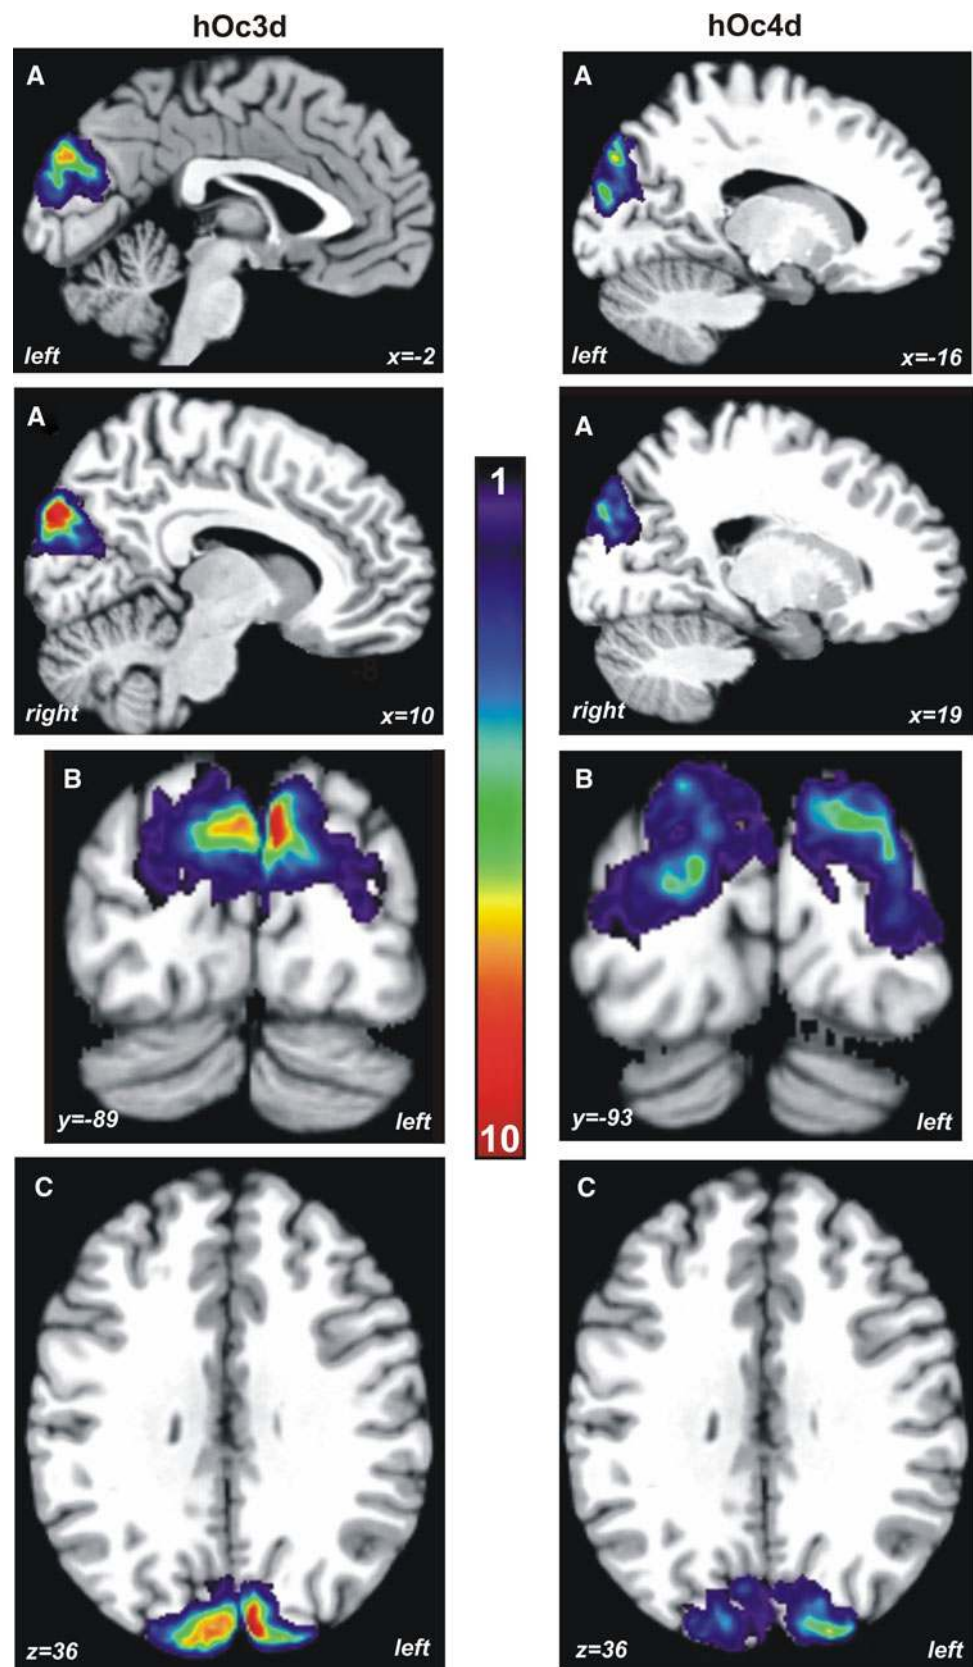 hOc3d
hOc4d
A
left x=-2
A
left x=-16
A
right x=10
A
right x=19
1
10
B
y=-89 left
B
y=-93 left
C
z=36 left
C
z=36 left